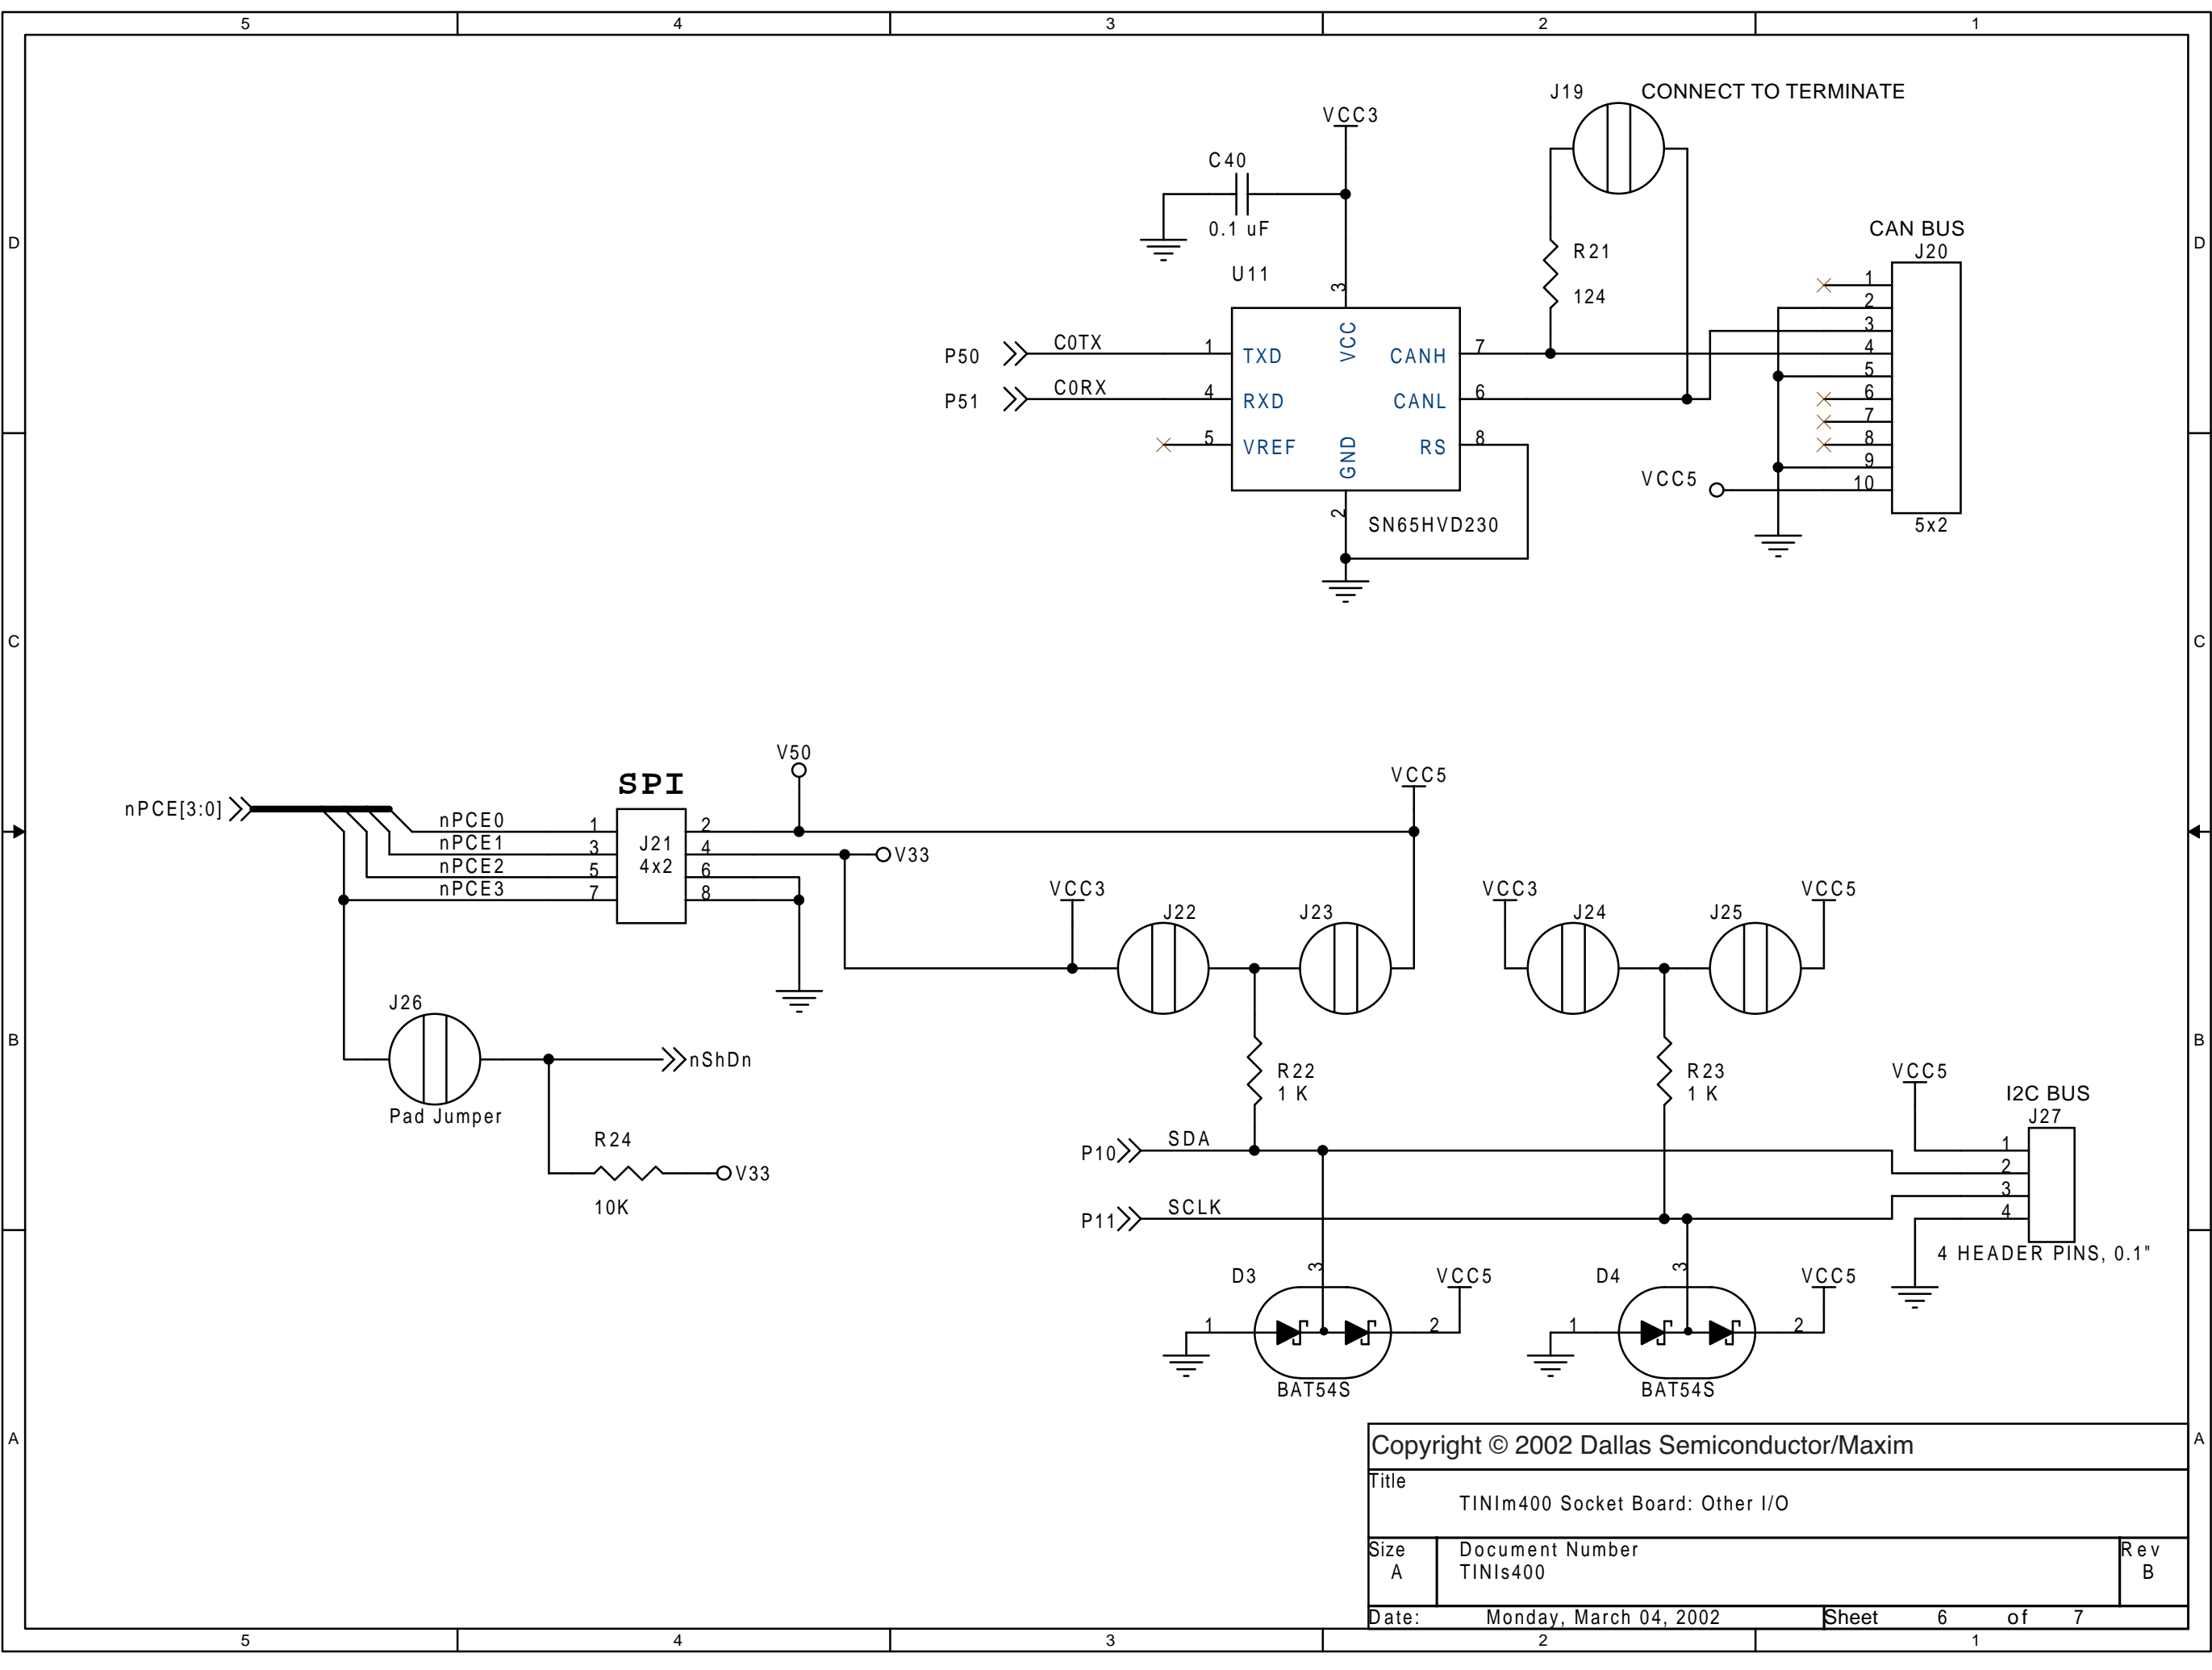 5 4 3 2 1
J19 CONNECT TO TERMINATE
VCC3
C40
0.1 uF
CAN BUS
J20
D D
R21
124
U11
1
2
3
4
5
6
7
8
9
10
5x2
VCC5
3
VCC
P50 C0TX 1 TXD CANH 7
P51 C0RX 4 RXD CANL 6
5 VREF GND RS 8
2
SN65HVD230
C C
V50
SPI
VCC5
nPCE[3:0]
nPCE0 1 2
nPCE1 3 4 V33
nPCE2 5 6
nPCE3 7 8
J21
4x2
VCC3
J22 J23
VCC3
J24 J25
VCC5
J26
Pad Jumper
nShDn
B B
R22
1 K
R23
1 K
VCC5
I2C BUS
J27
R24
10K
V33
P10 SDA
P11 SCLK
1
2
3
4
4 HEADER PINS, 0.1"
D3 3 VCC5
1 2
BAT54S
D4 3 VCC5
1 2
BAT54S
A A
Copyright © 2002 Dallas Semiconductor/Maxim
Title
TINIm400 Socket Board: Other I/O
Size Document Number Rev
A TINIs400 B
Date: Monday, March 04, 2002 Sheet 6 of 7
5 4 3 2 1